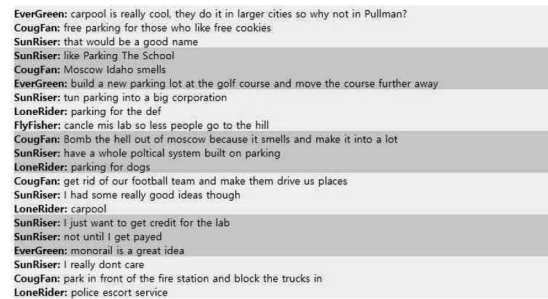 EverGreen: carpool is really cool, they do it in larger cities so why not in Pullman?
CougFan: free parking for those who like free cookies
SunRiser: that would be a good name
SunRiser: like Parking The School
CougFan: Moscow Idaho smells
EverGreen: build a new parking lot at the golf course and move the course further away
SunRiser: tun parking into a big corporation
LoneRider: parking for the def
FlyFisher: cancle mis lab so less people go to the hill
CougFan: Bomb the hell out of moscow because it smells and make it into a lot
SunRiser: have a whole poltical system built on parking
LoneRider: parking for dogs
CougFan: get rid of our football team and make them drive us places
SunRiser: I had some really good ideas though
LoneRider: carpool
SunRiser: I just want to get credit for the lab
SunRiser: not until I get payed
EverGreen: monorail is a great idea
SunRiser: I really dont care
CougFan: park in front of the fire station and block the trucks in
LoneRider: police escort service